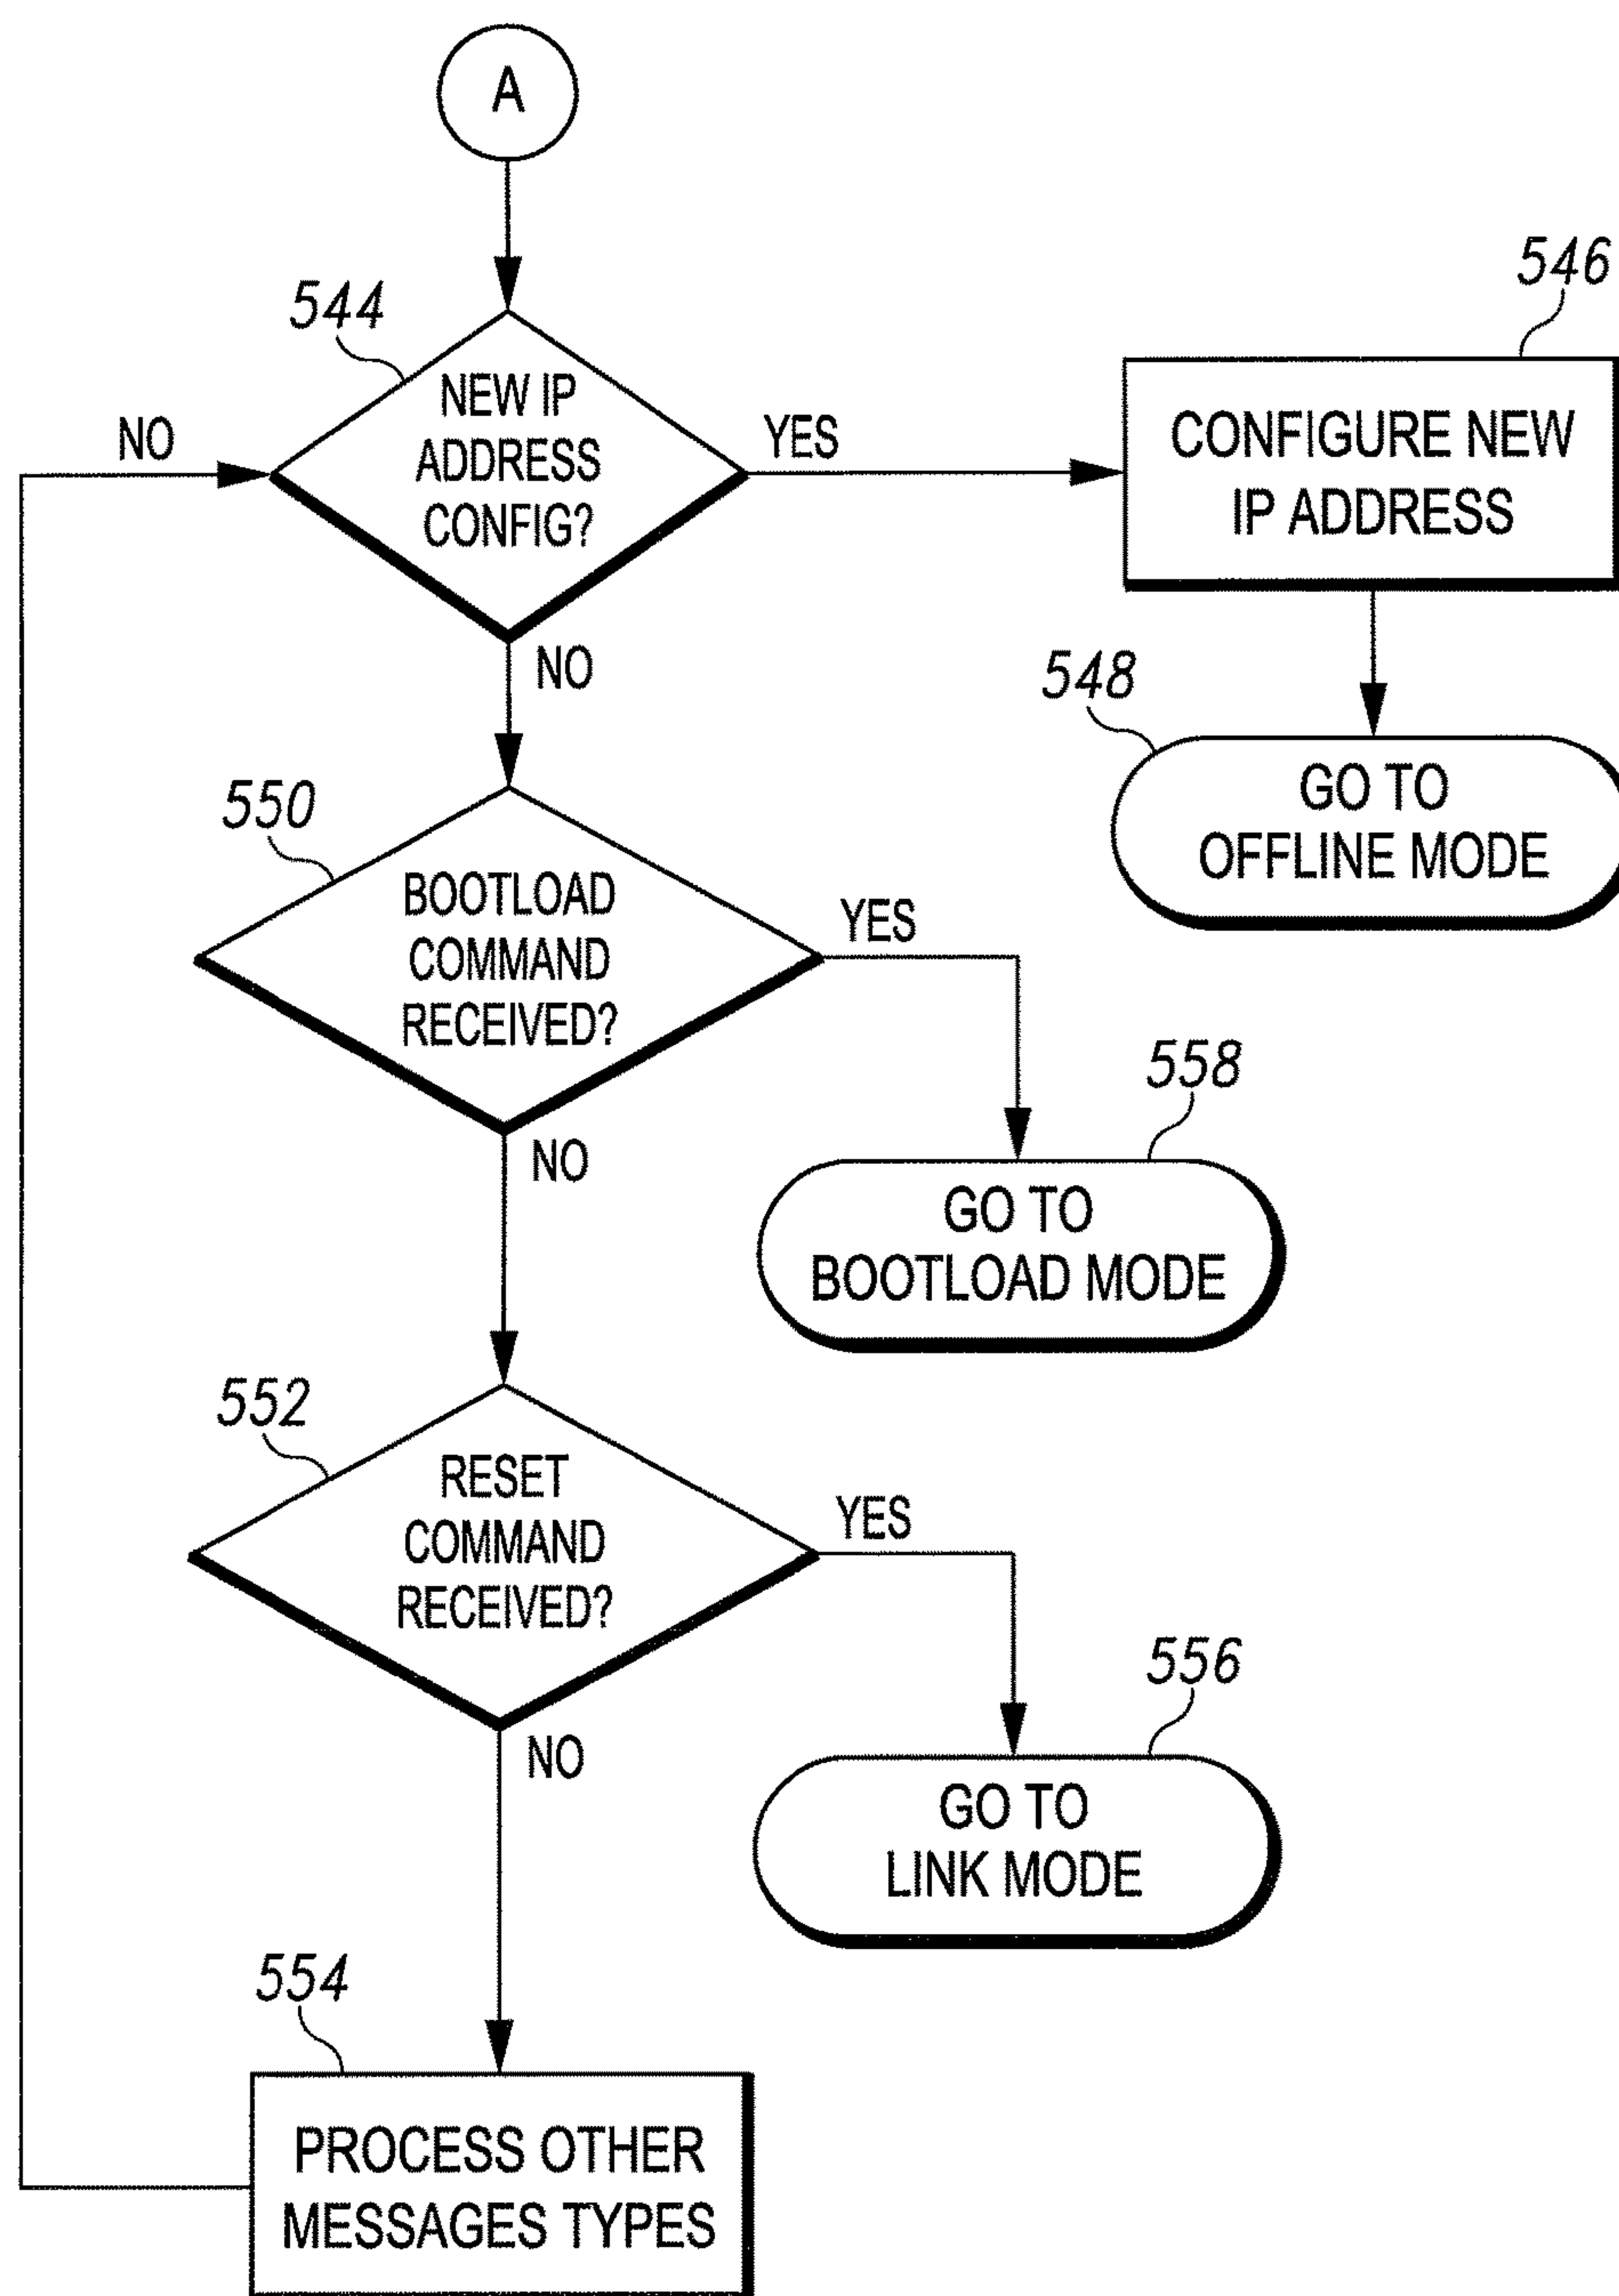 A
544
NEW IP
ADDRESS
CONFIG?
NO
YES
546
CONFIGURE NEW
IP ADDRESS
NO
548
GO TO
OFFLINE MODE
550
BOOTLOAD
COMMAND
RECEIVED?
YES
NO
558
GO TO
BOOTLOAD MODE
552
RESET
COMMAND
RECEIVED?
YES
NO
556
GO TO
LINK MODE
554
PROCESS OTHER
MESSAGES TYPES